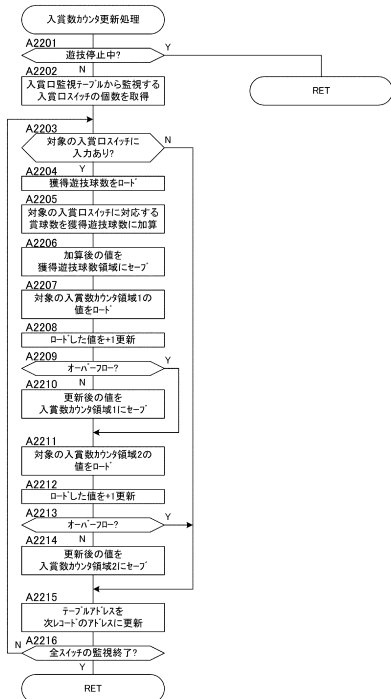 入賞数カウンタ更新処理
A2201
遊技停止中?
Y
N
A2202
入賞口監視テーブルから監視する
入賞口スイッチの個数を取得
RET
A2203
対象の入賞口スイッチに
入力あり?
N
Y
A2204
獲得遊技球数をロード
A2205
対象の入賞口スイッチに対応する
賞球数を獲得遊技球数に加算
A2206
加算後の値を
獲得遊技球数領域にセーブ
A2207
対象の入賞数カウンタ領域1の
値をロード
A2208
ロードした値を+1更新
A2209
オーバーフロー?
Y
N
A2210
更新後の値を
入賞数カウンタ領域1にセーブ
A2211
対象の入賞数カウンタ領域2の
値をロード
A2212
ロードした値を+1更新
A2213
オーバーフロー?
Y
N
A2214
更新後の値を
入賞数カウンタ領域2にセーブ
A2215
テーブルアドレスを
次レコードのアドレスに更新
A2216
N
全スイッチの監視終了?
Y
RET